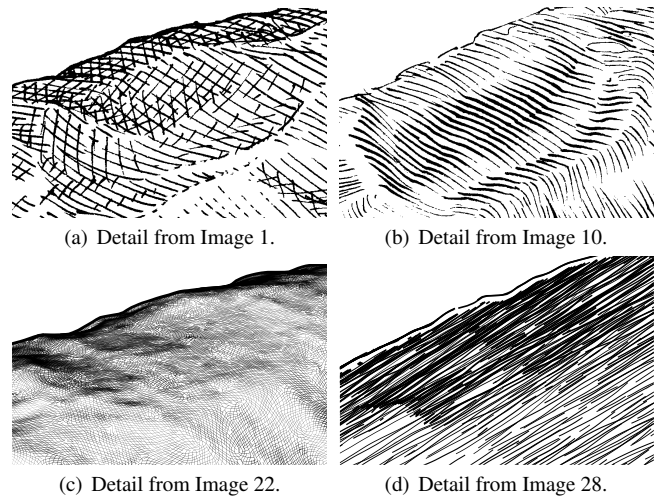 (a) Detail from Image 1.
(b) Detail from Image 10.
(c) Detail from Image 22.
(d) Detail from Image 28.